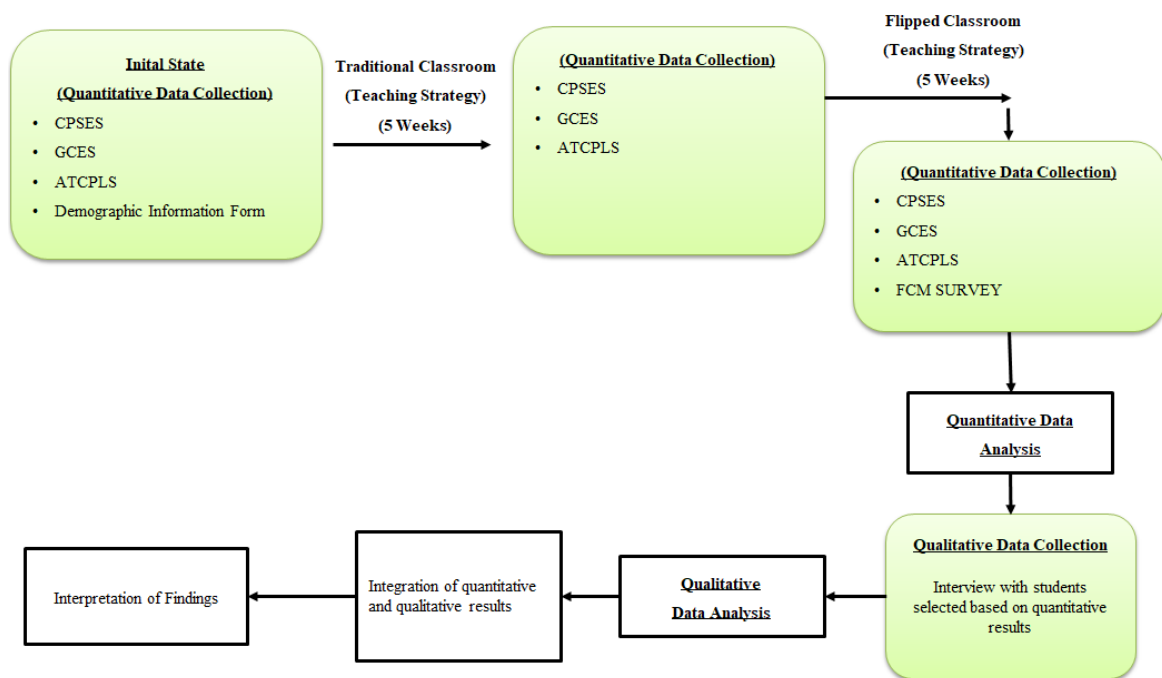 Inital State
(Quantitative Data Collection)
• CPSES
• GCES
• ATCPLS
• Demographic Information Form
Traditional Classroom
(Teaching Strategy)
(5 Weeks)
(Quantitative Data Collection)
• CPSES
• GCES
• ATCPLS
Flipped Classroom
(Teaching Strategy)
(5 Weeks)
(Quantitative Data Collection)
• CPSES
• GCES
• ATCPLS
• FCM SURVEY
Quantitative Data
Analysis
Qualitative Data Collection
Interview with students
selected based on quantitative
results
Qualitative
Data Analysis
Integration of quantitative
and qualitative results
Interpretation of Findings